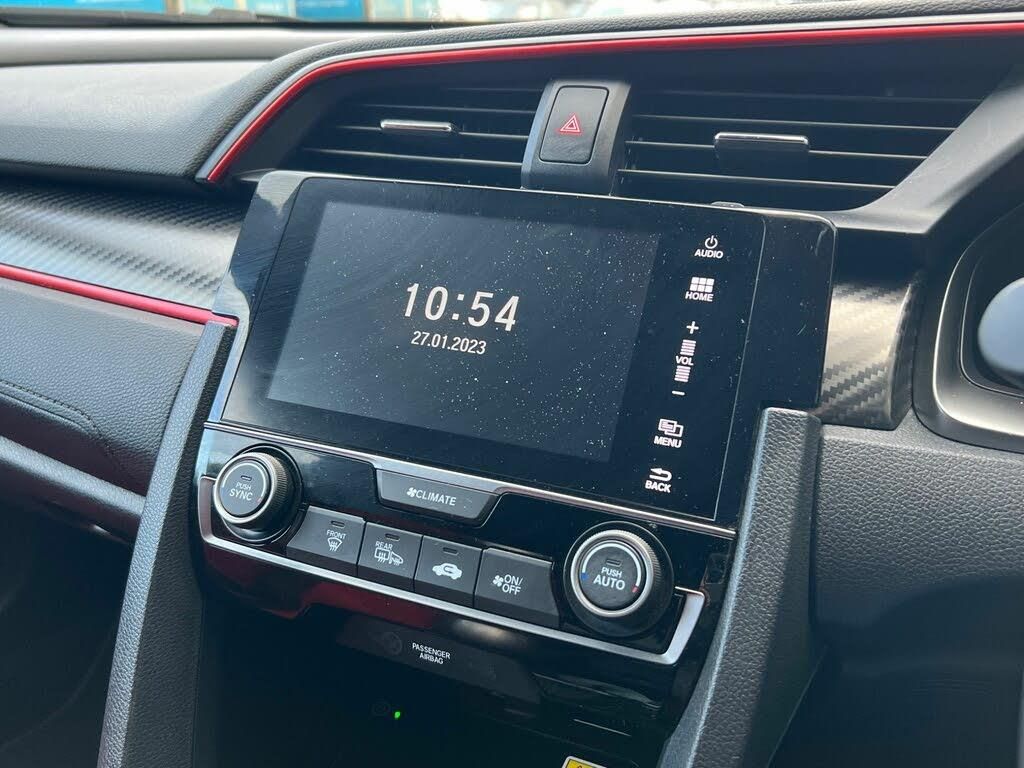 10:54
27.01.2023
AUDIO
HOME
+
VOL
−
MENU
BACK
PUSH
SYNC
CLIMATE
FRONT
REAR
ON/
OFF
PUSH
AUTO
PASSENGER
AIRBAG